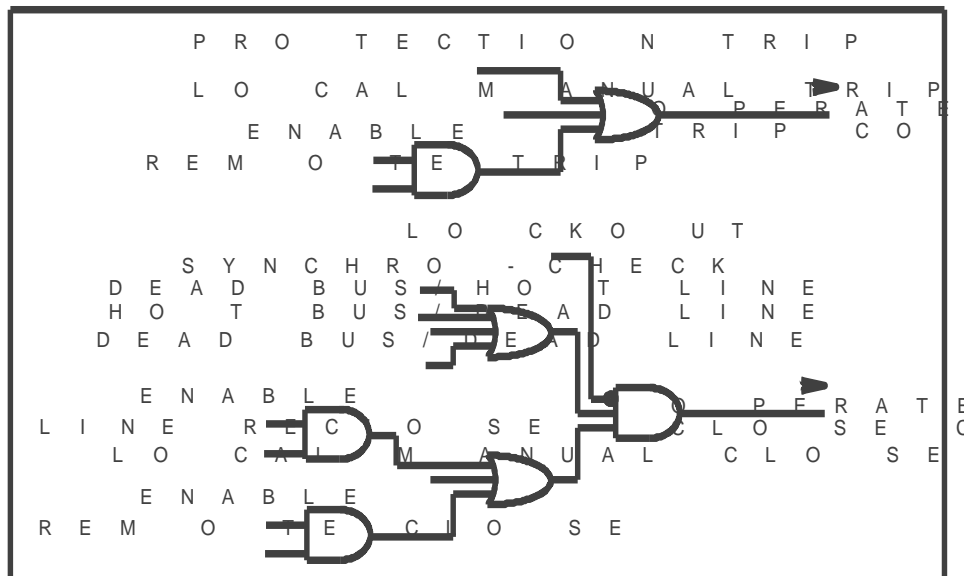 PROTECTION TRIP
LOCAL MANUAL TRIP
OPERATE
ENABLE
TRIP CO
REMOTE TRIP
LOCKOUT
SYNCHRO-CHECK
DEAD BUS/HOT LINE
HOT BUS/DEAD LINE
DEAD BUS/DEAD LINE
ENABLE
OPERATE
LINE RECLOSE
CLOSE C
LOCAL MANUAL CLOSE
ENABLE
REMOTE CLOSE